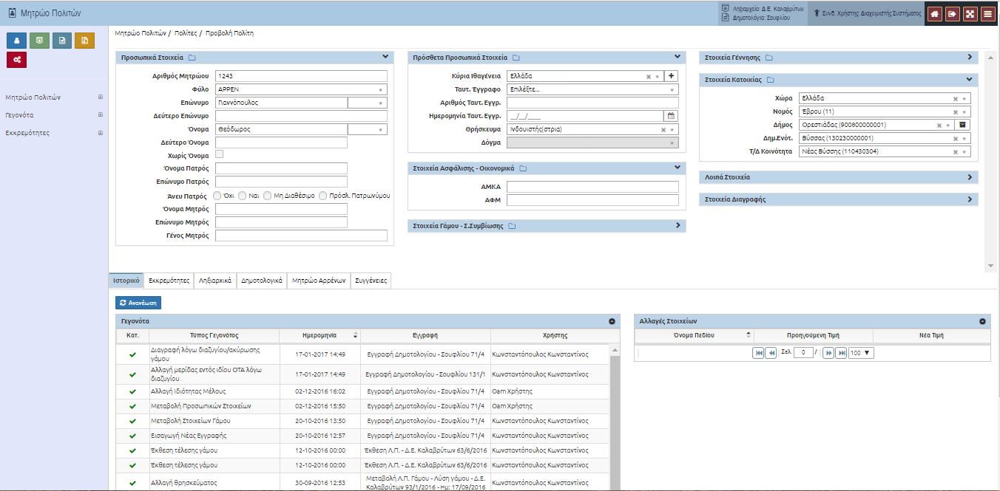 Μητρώο Πολιτών
Ληξιαρχείο: Δ.Ε. Καλαβρύτων
Δημοτολόγιο: Σουφλίου
Συνδ. Χρήστης: Διαχειριστής Συστήματος
Μητρώο Πολιτών / Πολίτες / Προβολή Πολίτη
Μητρώο Πολιτών
Γεγονότα
Εκκρεμότητες
Προσωπικά Στοιχεία
Αριθμός Μητρώου 1243
Φύλο ΑΡΡΕΝ
Επώνυμο Γιαννόπουλος
Δεύτερο Επώνυμο
Όνομα Θεόδωρος
Δεύτερο Όνομα
Χωρίς Όνομα
Όνομα Πατρός
Επώνυμο Πατρός
Άνευ Πατρός Όχι Ναι Μη Διαθέσιμο Πρόσλ. Πατρωνύμου
Όνομα Μητρός
Επώνυμο Μητρός
Γένος Μητρός
Πρόσθετα Προσωπικά Στοιχεία
Κύρια Ιθαγένεια Ελλάδα
Ταυτ. Έγγραφο Επιλέξτε...
Αριθμός Ταυτ. Εγγρ.
Ημερομηνία Ταυτ. Εγγρ. __/__/____
Θρήσκευμα Ινδουιστής(στρια)
Δόγμα
Στοιχεία Ασφάλισης - Οικονομικά
ΑΜΚΑ
ΑΦΜ
Στοιχεία Γάμου - Σ.Συμβίωσης
Στοιχεία Γέννησης
Στοιχεία Κατοικίας
Χώρα Ελλάδα
Νομός Έβρου (11)
Δήμος Ορεστιάδας (900800000001)
Δημ.Ενότ. Βύσσας (130230000001)
Τ/Δ Κοινότητα Νέας Βύσσης (110430304)
Λοιπά Στοιχεία
Στοιχεία Διαγραφής
Ιστορικό Εκκρεμότητες Ληξιαρχικά Δημοτολογικά Μητρώο Αρρένων Συγγένειες
Ανανέωση
Γεγονότα
Κατ. Τύπος Γεγονότος Ημερομηνία Εγγραφή Χρήστης
Διαγραφή λόγω διαζυγίου/ακύρωσης
γάμου 17-01-2017 14:49 Εγγραφή Δημοτολογίου - Σουφλίου 71/4 Κωνσταντόπουλος Κωνσταντίνος
Αλλαγή μερίδας εντός ιδίου ΟΤΑ λόγω
διαζυγίου 17-01-2017 14:49 Εγγραφή Δημοτολογίου - Σουφλίου 131/1 Κωνσταντόπουλος Κωνσταντίνος
Αλλαγή Ιδιότητας Μέλους 02-12-2016 16:02 Εγγραφή Δημοτολογίου - Σουφλίου 71/4 Oam Χρήστης
Μεταβολή Προσωπικών Στοιχείων 02-12-2016 15:50 Εγγραφή Δημοτολογίου - Σουφλίου 71/4 Oam Χρήστης
Μεταβολή Στοιχείων Γάμου 20-10-2016 13:50 Εγγραφή Δημοτολογίου - Σουφλίου 71/4 Κωνσταντόπουλος Κωνσταντίνος
Εισαγωγή Νέας Εγγραφής 20-10-2016 12:57 Εγγραφή Δημοτολογίου - Σουφλίου 71/4 Κωνσταντόπουλος Κωνσταντίνος
Έκθεση τέλεσης γάμου 12-10-2016 00:00 Έκθεση Λ.Π. - Δ.Ε. Καλαβρύτων 63/6/2016 Κωνσταντόπουλος Κωνσταντίνος
Έκθεση τέλεσης γάμου 12-10-2016 00:00 Έκθεση Λ.Π. - Δ.Ε. Καλαβρύτων 63/6/2016 Κωνσταντόπουλος Κωνσταντίνος
Αλλαγή θρησκεύματος 30-09-2016 12:53 Μεταβολή Λ.Π. Γάμου - Λύση γάμου - Δ.Ε. Κωνσταντόπουλος Κωνσταντίνος
Καλαβρύτων 93/1/2016 - Ημ: 17/09/2016
Αλλαγές Στοιχείων
Όνομα Πεδίου Προηγούμενη Τιμή Νέα Τιμή
Σελ. 0 / 100